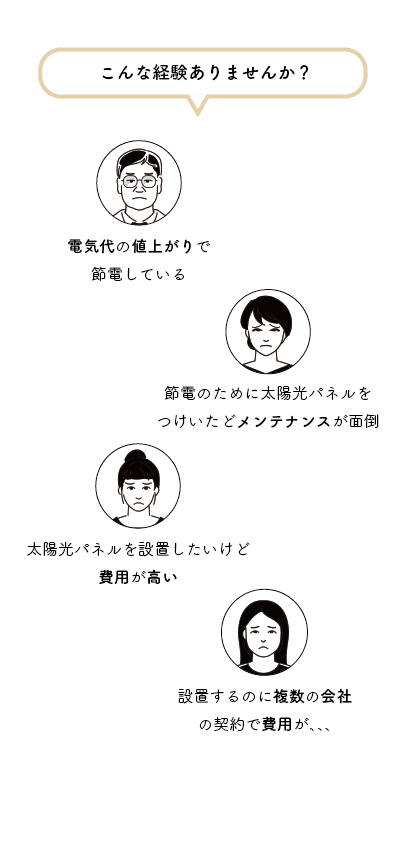 こんな経験ありませんか？
電気代の値上がりで
節電している
節電のために太陽光パネルを
つけいたどメンテナンスが面倒
太陽光パネルを設置したいけど
費用が高い
設置するのに複数の会社
の契約で費用が、、、